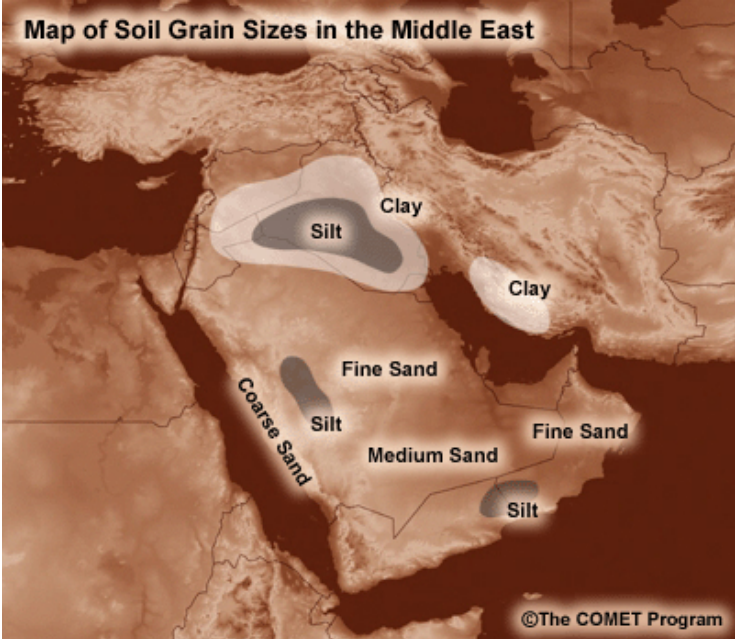 Map of Soil Grain Sizes in the Middle East
Clay
Silt
Clay
Fine Sand
Coarse Sand
Silt
Fine Sand
Medium Sand
Silt
©The COMET Program